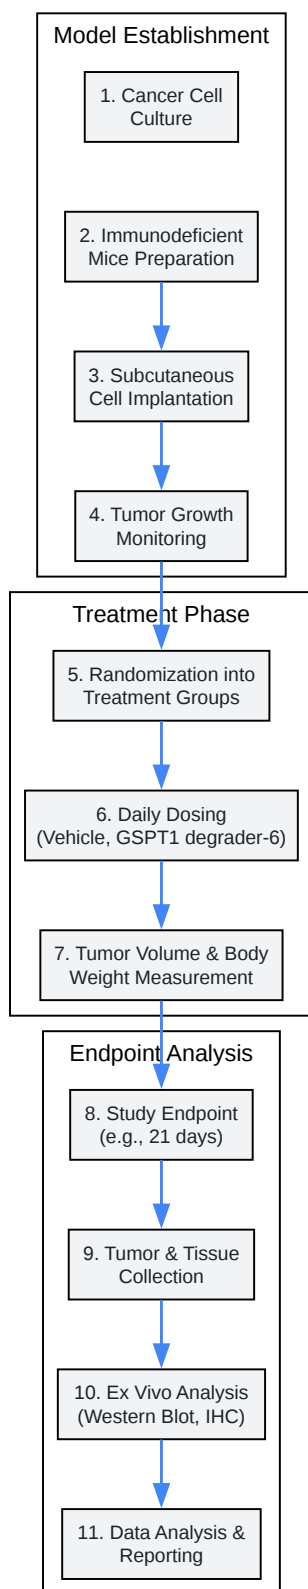 Model Establishment
1. Cancer Cell
Culture
2. Immunodeficient
Mice Preparation
3. Subcutaneous
Cell Implantation
4. Tumor Growth
Monitoring
Treatment Phase
5. Randomization into
Treatment Groups
6. Daily Dosing
(Vehicle, GSPT1 degrader-6)
7. Tumor Volume & Body
Weight Measurement
Endpoint Analysis
8. Study Endpoint
(e.g., 21 days)
9. Tumor & Tissue
Collection
10. Ex Vivo Analysis
(Western Blot, IHC)
11. Data Analysis &
Reporting